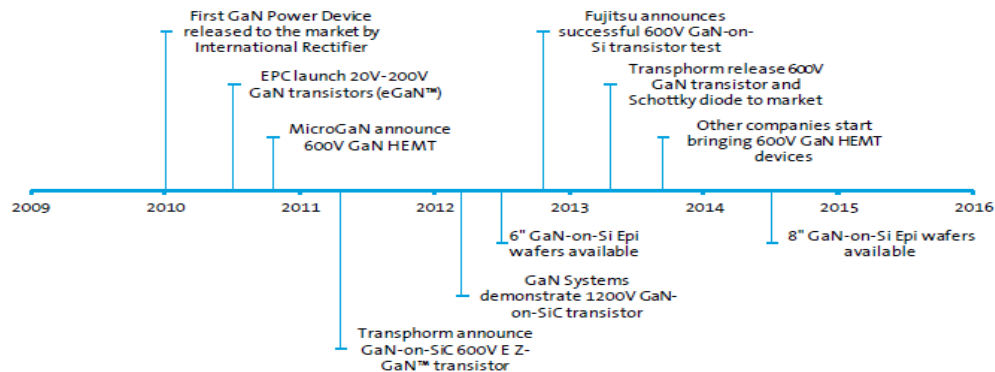 First GaN Power Device
released to the market by
International Rectifier
EPC launch 20V-200V
GaN transistors (eGaN™)
MicroGaN announce
600V GaN HEMT
Fujitsu announces
successful 600V GaN-on-
Si transistor test
Transphorm release 600V
GaN transistor and
Schottky diode to market
Other companies start
bringing 600V GaN HEMT
devices
2009
2010
2011
2012
2013
2014
2015
2016
6" GaN-on-Si Epi
wafers available
8" GaN-on-Si Epi wafers
available
GaN Systems
demonstrate 1200V GaN-
on-SiC transistor
Transphorm announce
GaN-on-SiC 600V E Z-
GaN™ transistor